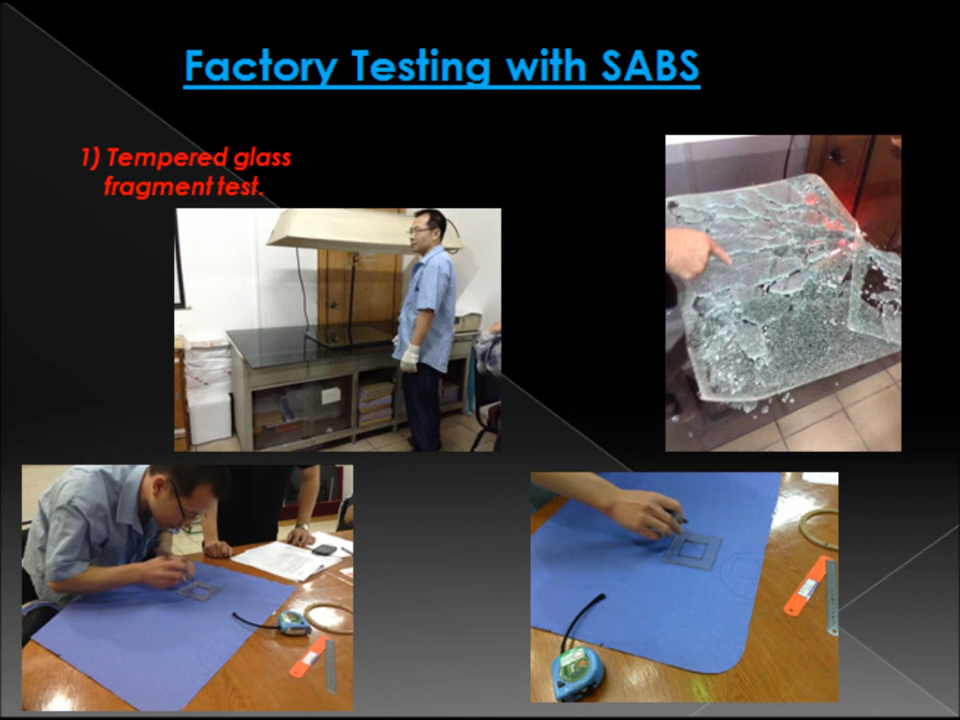 Factory Testing with SABS
1) Tempered glass
fragment test.